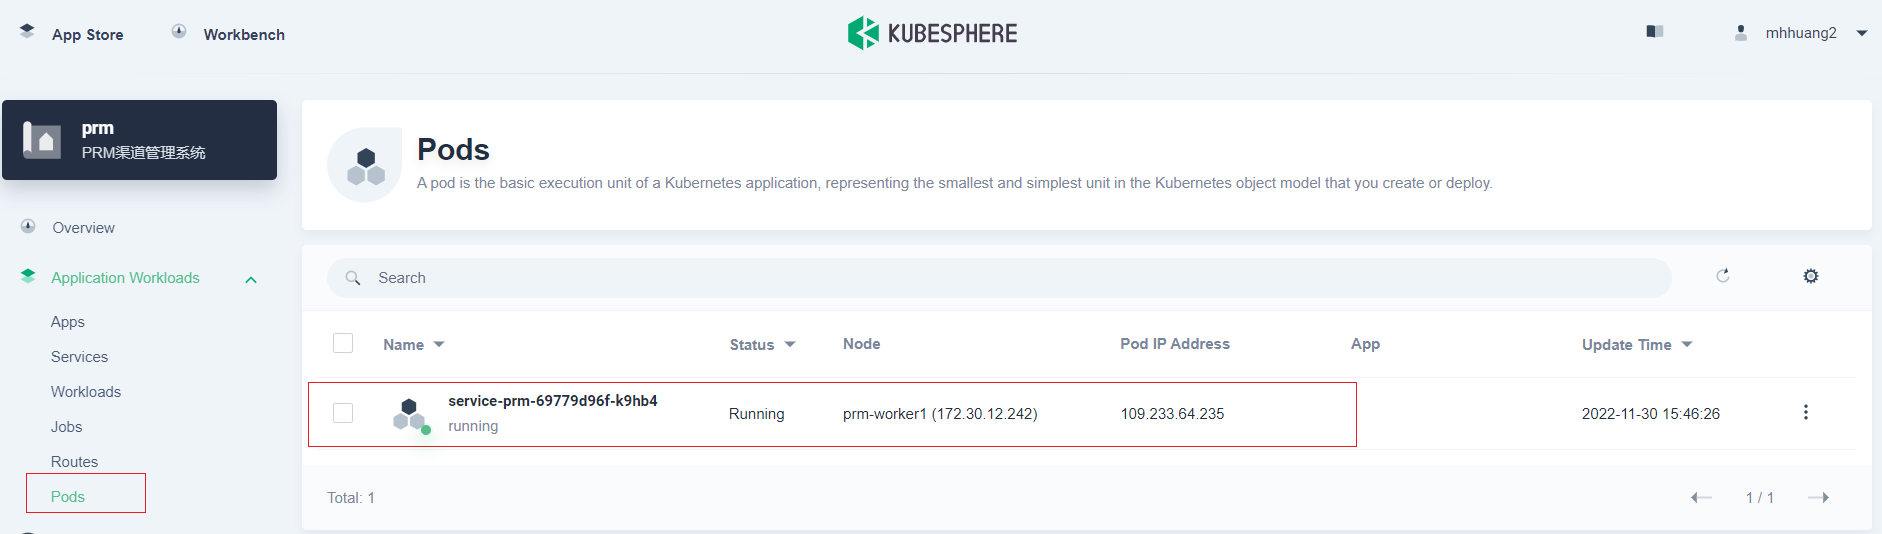 App Store
Workbench
KUBESPHERE
mhhuang2
prm
PRM渠道管理系统
Overview
Application Workloads
Apps
Services
Workloads
Jobs
Routes
Pods
Pods
A pod is the basic execution unit of a Kubernetes application, representing the smallest and simplest unit in the Kubernetes object model that you create or deploy.
Search
Name Status Node Pod IP Address App Update Time
service-prm-69779d96f-k9hb4
running
Running prm-worker1 (172.30.12.242) 109.233.64.235 2022-11-30 15:46:26
Total: 1
1 / 1